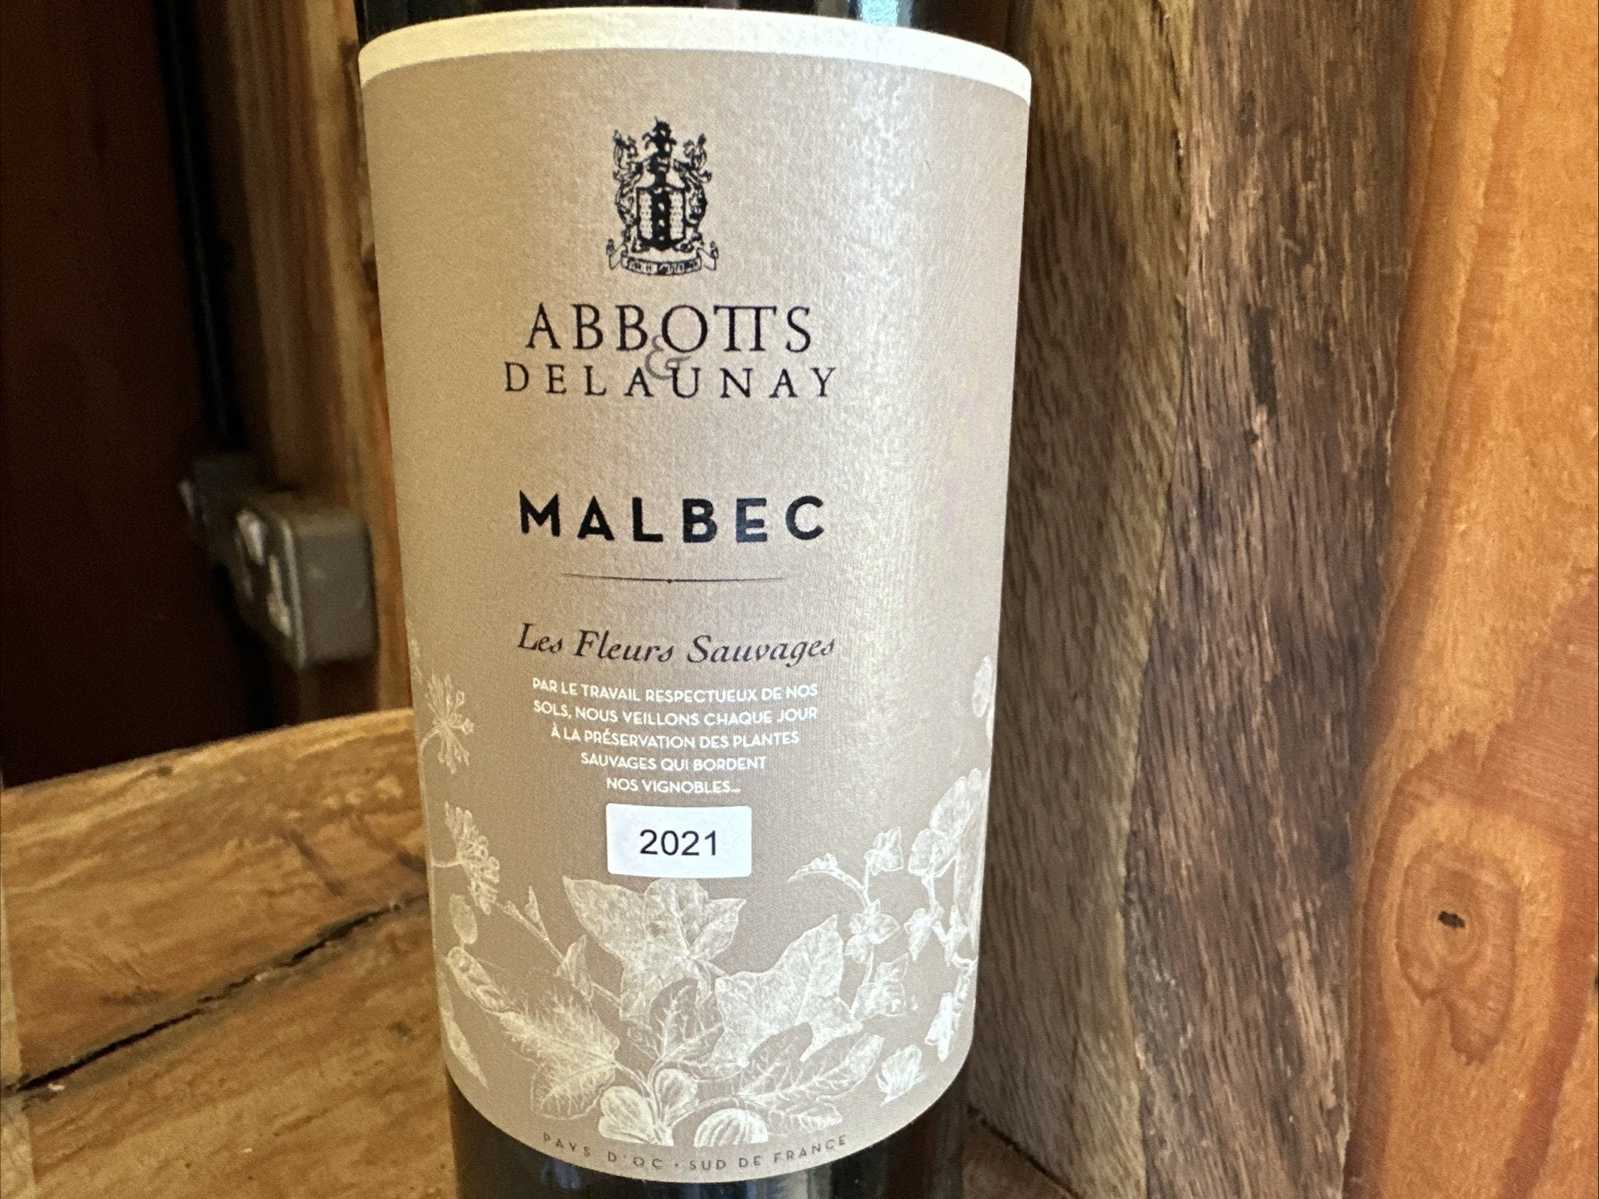 ABBOTTS
&
DELAUNAY
MALBEC
Les Fleurs Sauvages
PAR LE TRAVAIL RESPECTUEUX DE NOS
SOLS, NOUS VEILLONS CHAQUE JOUR
À LA PRÉSERVATION DES PLANTES
SAUVAGES QUI BORDENT
NOS VIGNOBLES...
2021
PAYS D'OC • SUD DE FRANCE